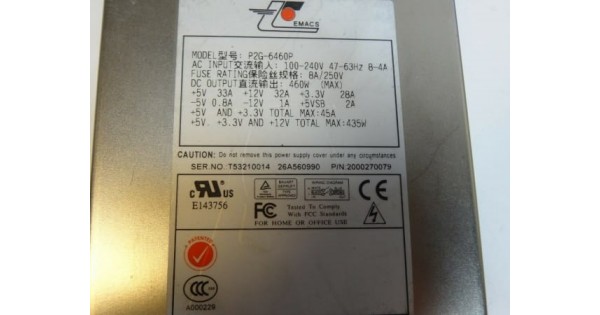 EMACS
MODEL型号: P2G-6460P
AC INPUT交流输入: 100-240V 47-63Hz 8-4A
FUSE RATING保险丝规格: 8A/250V
DC OUTPUT直流输出: 460W (MAX)
+5V 33A +12V 32A +3.3V 28A
-5V 0.8A -12V 1A +5VSB 2A
+5V AND +3.3V TOTAL MAX:45A
+5V, +3.3V AND +12V TOTAL MAX:435W
CAUTION: Do not remove this power supply cover under any circumstances.
SER.NO.:T53210014 26A560990 P/N:2000270079
c RU US
E143756
CE
FC Tested To Comply
With FCC Standards
FOR HOME OR OFFICE USE
PATENTED
CCC
A000229